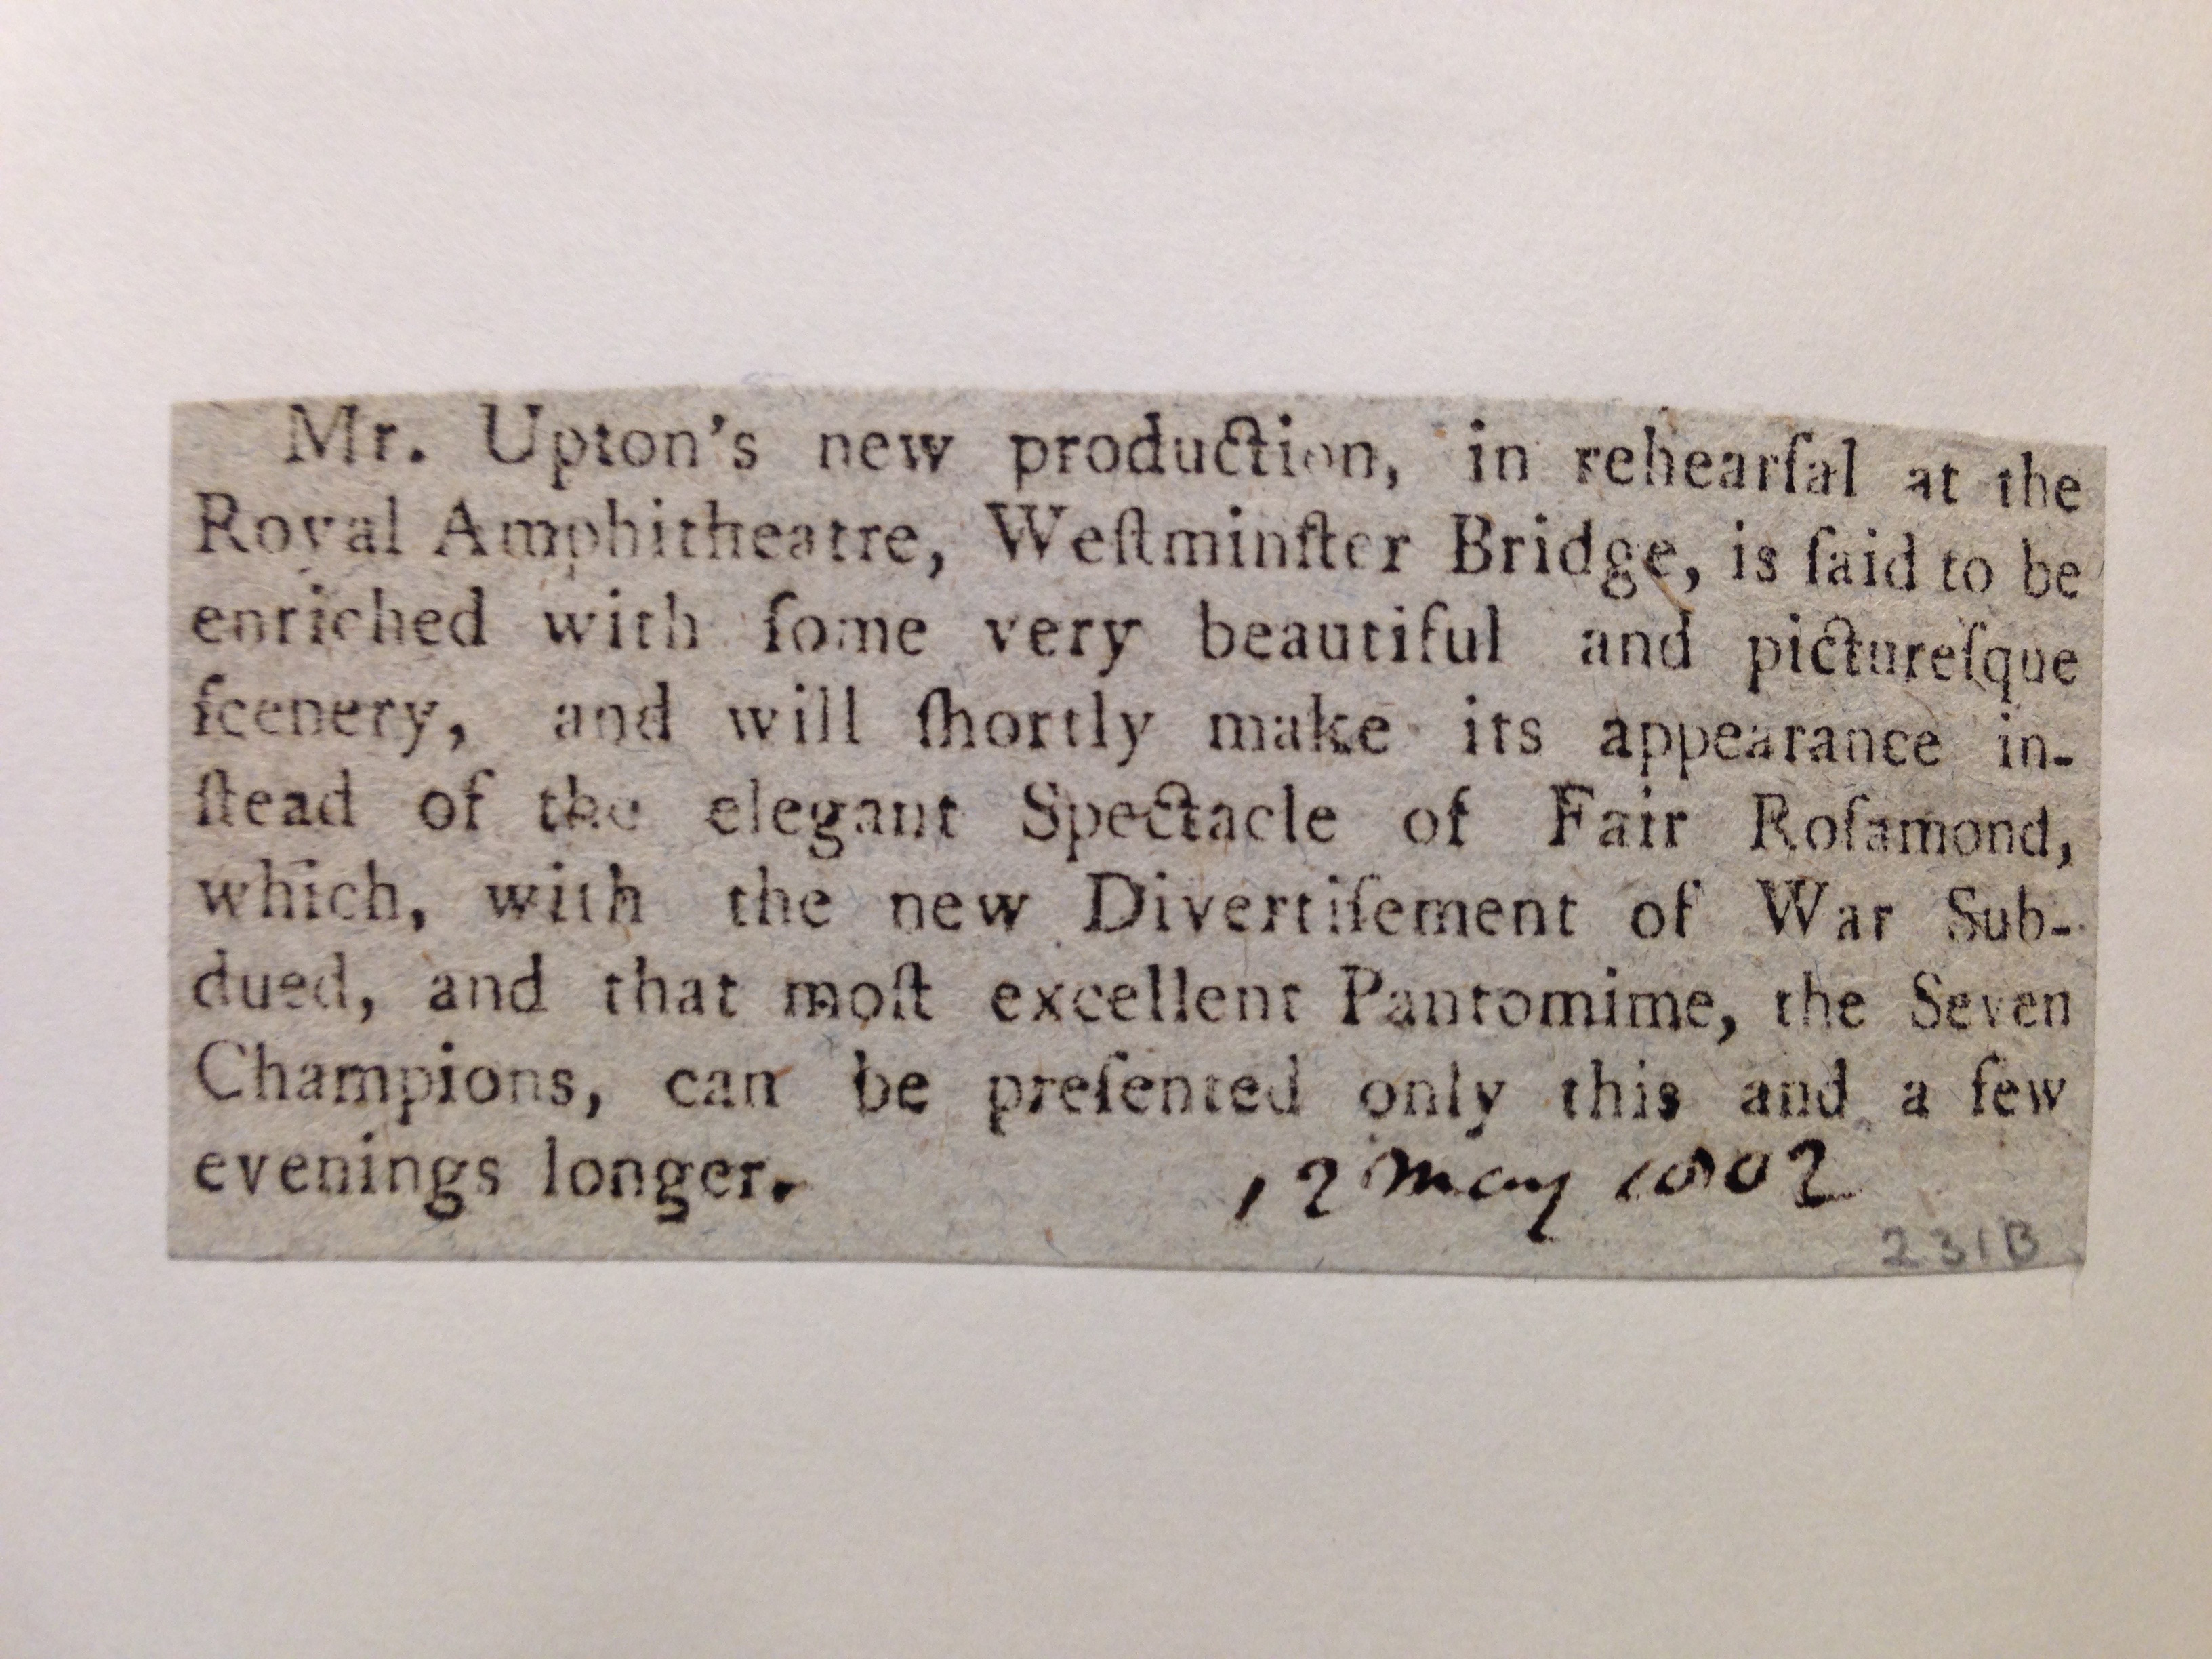 Mr. Upton's new production, in rehearſal at the
Royal Amphitheatre, Weſtminſter Bridge, is ſaid to be
enriched with ſome very beautiful and pictureſque
ſcenery, and will ſhortly make its appearance in-
ſtead of the elegant Spectacle of Fair Roſamond,
which, with the new Divertiſement of War Sub-
dued, and that moſt excellent Pantomime, the Seven
Champions, can be preſented only this and a few
evenings longer.
12 May 1802
231B